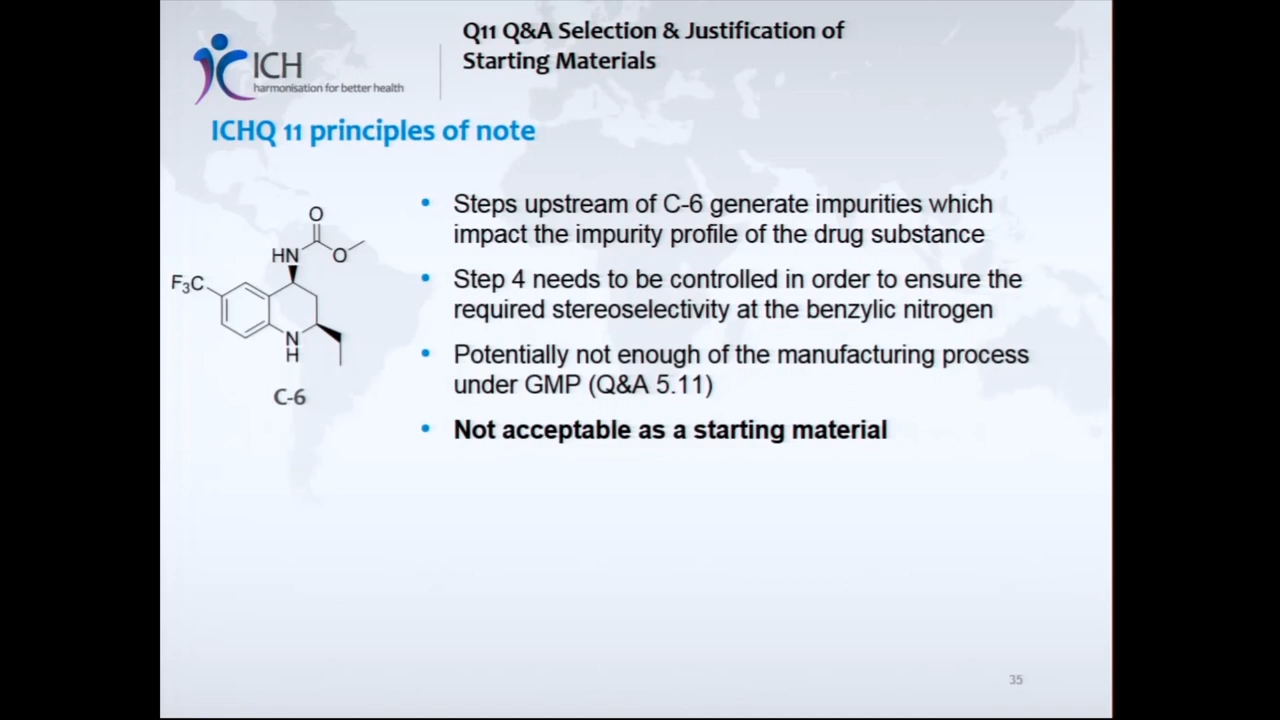 Q11 Q&A Selection & Justification of
Starting Materials
ICH
harmonisation for better health
ICHQ 11 principles of note
• Steps upstream of C-6 generate impurities which
impact the impurity profile of the drug substance
• Step 4 needs to be controlled in order to ensure the
required stereoselectivity at the benzylic nitrogen
• Potentially not enough of the manufacturing process
under GMP (Q&A 5.11)
• Not acceptable as a starting material
O
HN
O
F₃C
N
H
C-6
35